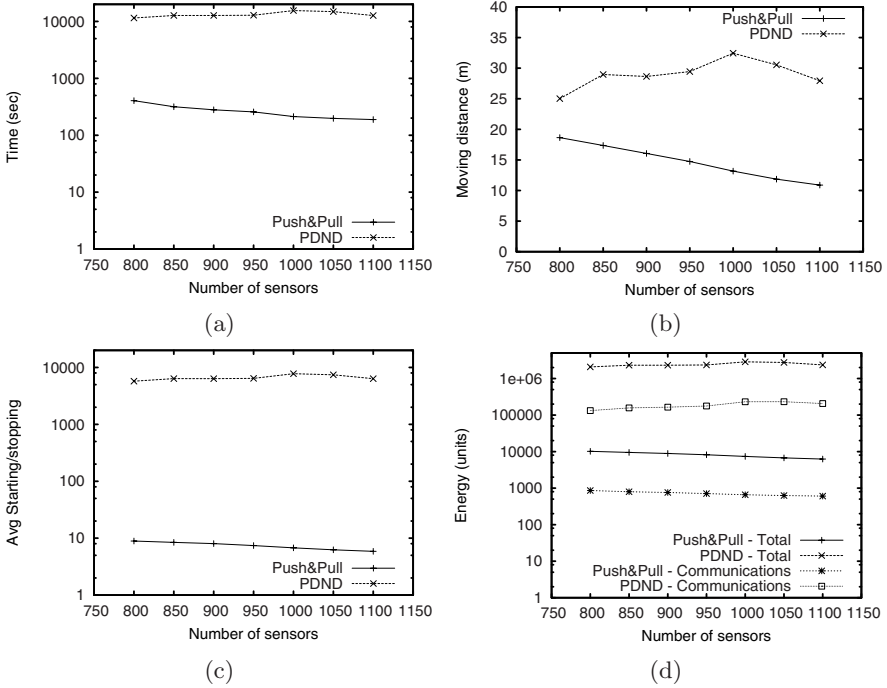 10000
1000
100
10
1
Time (sec)
Push&Pull
PDND
750 800 850 900 950 1000 1050 1100 1150
Number of sensors
(a)
40
35
30
25
20
15
10
5
0
Moving distance (m)
Push&Pull
PDND
750 800 850 900 950 1000 1050 1100 1150
Number of sensors
(b)
10000
1000
100
10
1
Avg Starting/stopping
Push&Pull
PDND
750 800 850 900 950 1000 1050 1100 1150
Number of sensors
(c)
1e+06
100000
10000
1000
100
10
1
Energy (units)
Push&Pull - Total
PDND - Total
Push&Pull - Communications
PDND - Communications
750 800 850 900 950 1000 1050 1100 1150
Number of sensors
(d)